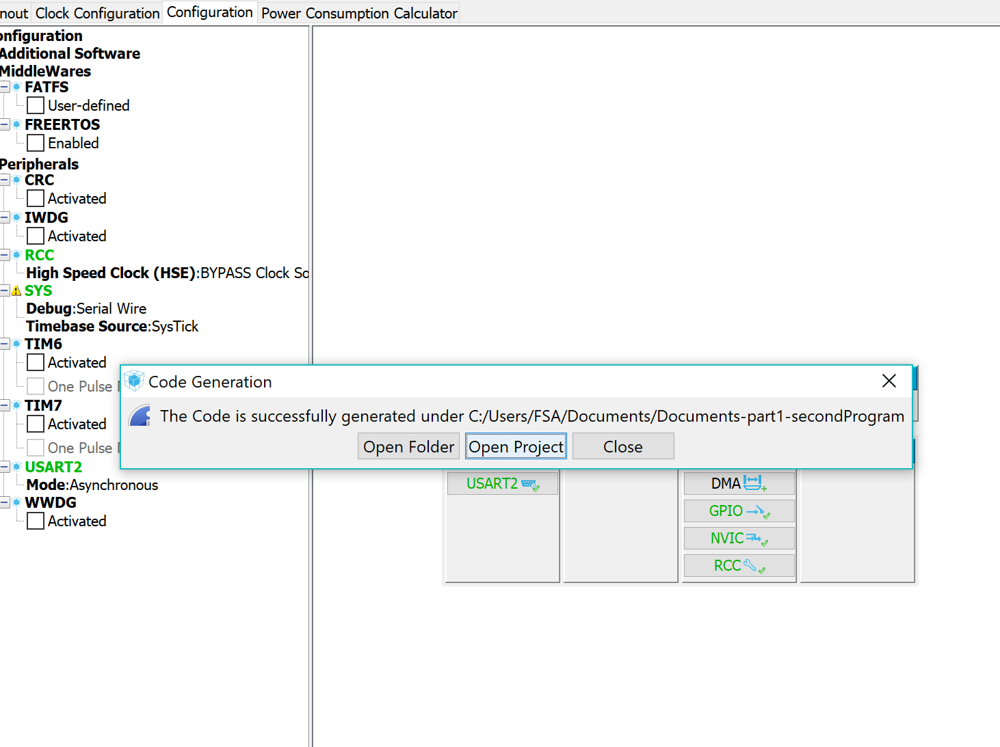 nout Clock Configuration Configuration Power Consumption Calculator
onfiguration
Additional Software
MiddleWares
FATFS
User-defined
FREERTOS
Enabled
Peripherals
CRC
Activated
IWDG
Activated
RCC
High Speed Clock (HSE):BYPASS Clock So
SYS
Debug:Serial Wire
Timebase Source:SysTick
TIM6
Activated
One Pulse
TIM7
Activated
One Pulse
USART2
Mode:Asynchronous
WWDG
Activated
Code Generation
The Code is successfully generated under C:/Users/FSA/Documents/Documents-part1-secondProgram
Open Folder Open Project Close
USART2
DMA
GPIO
NVIC
RCC